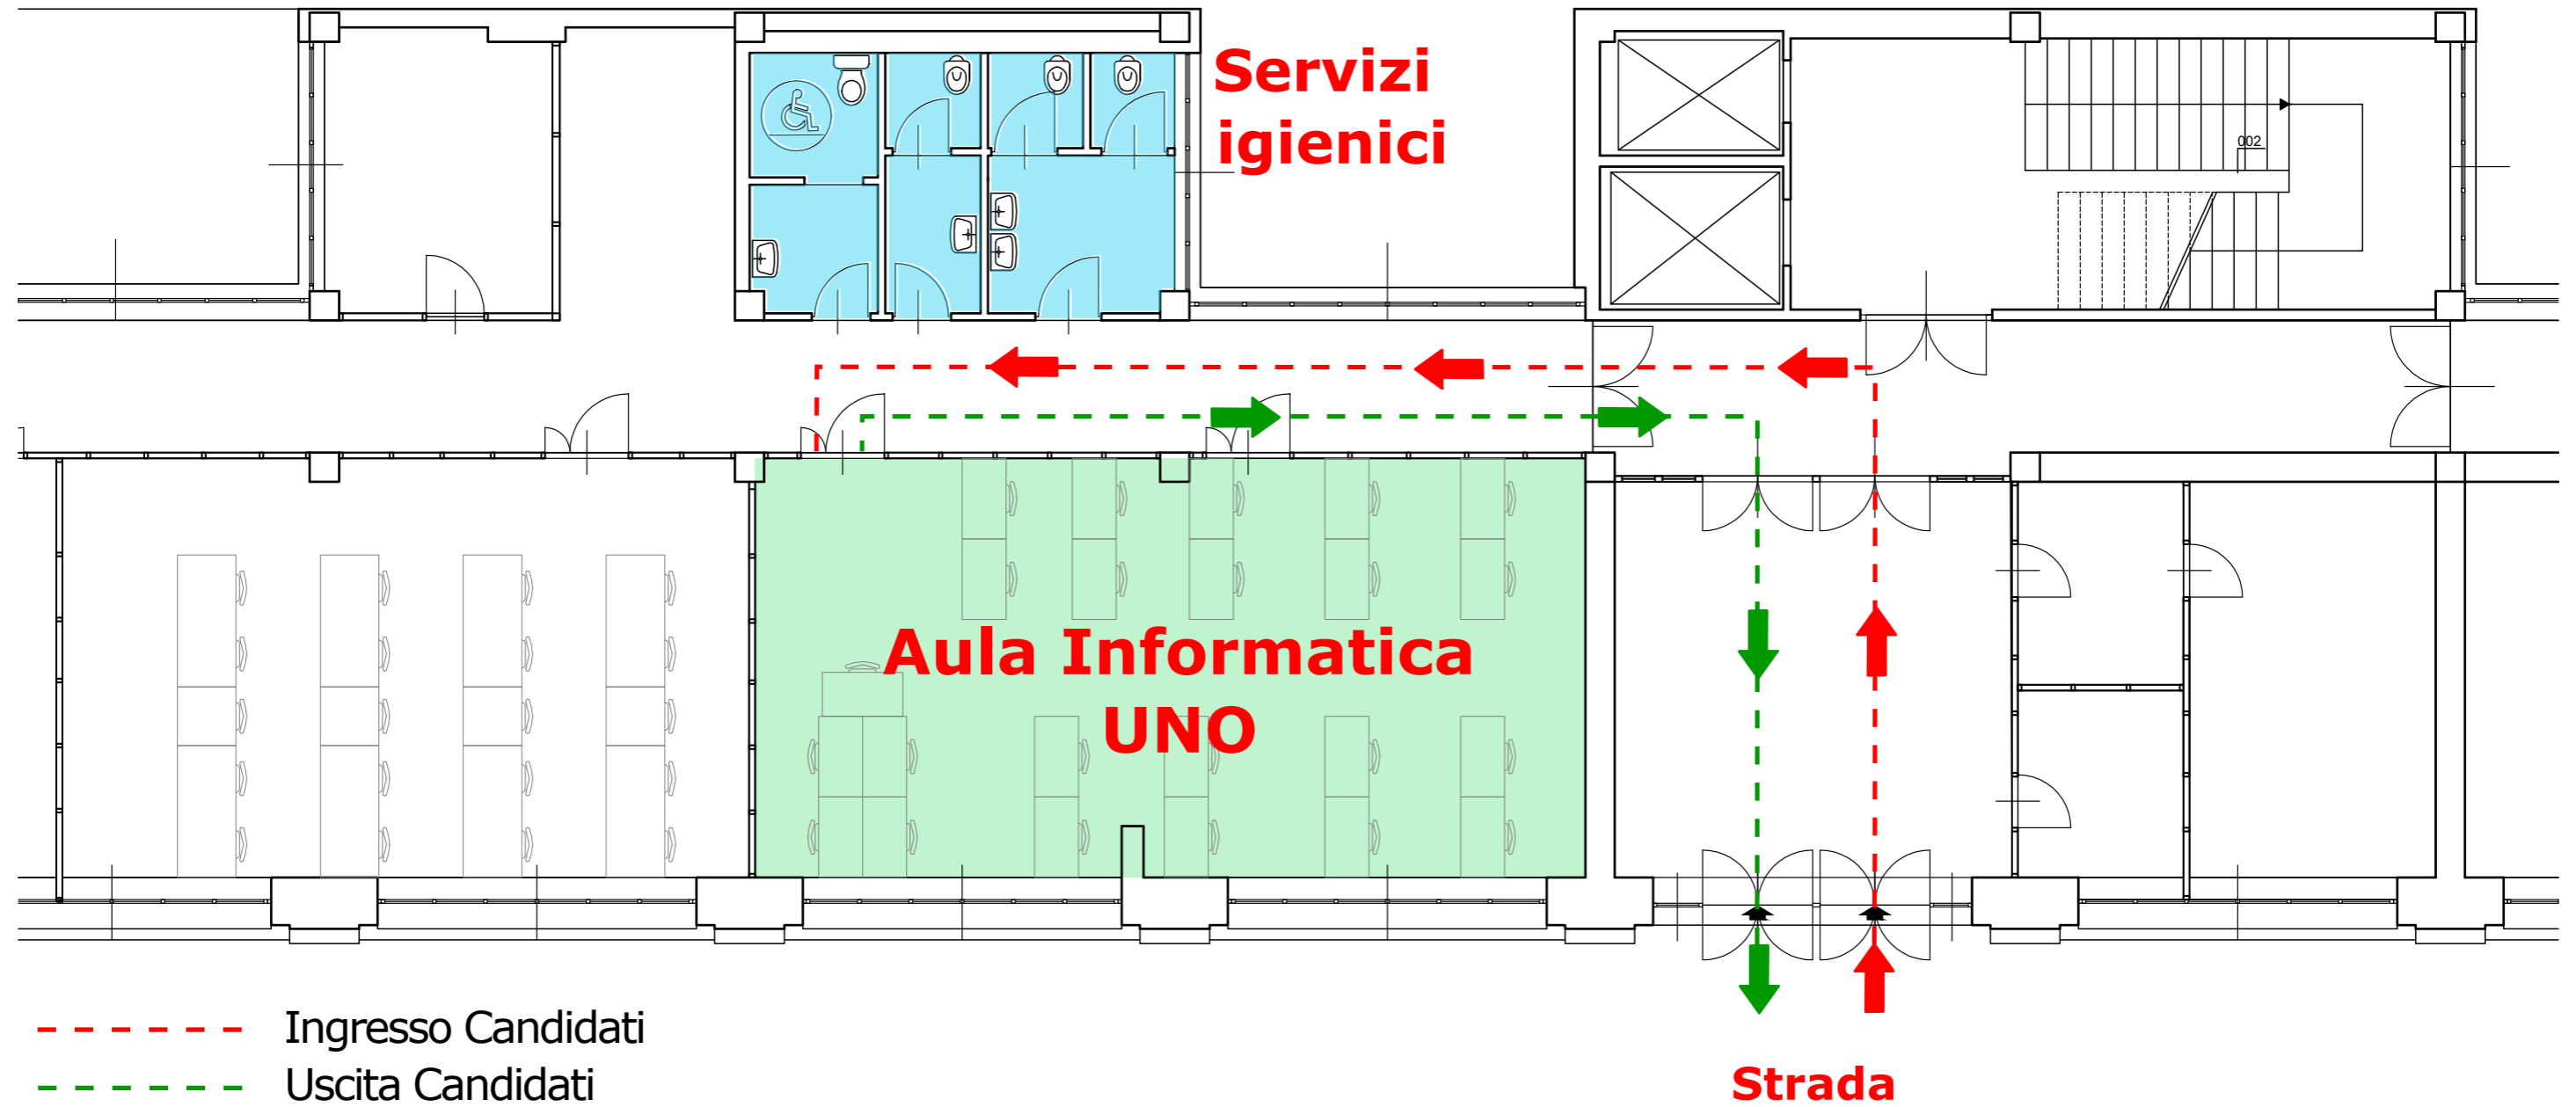 Servizi
igienici
002
Aula Informatica
UNO
Ingresso Candidati
Uscita Candidati
Strada